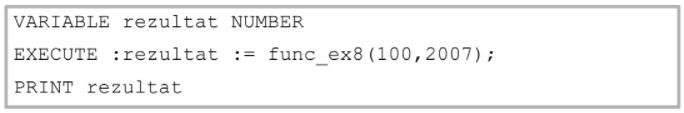 VARIABLE rezultat NUMBER
EXECUTE :rezultat := func_ex8(100,2007);
PRINT rezultat